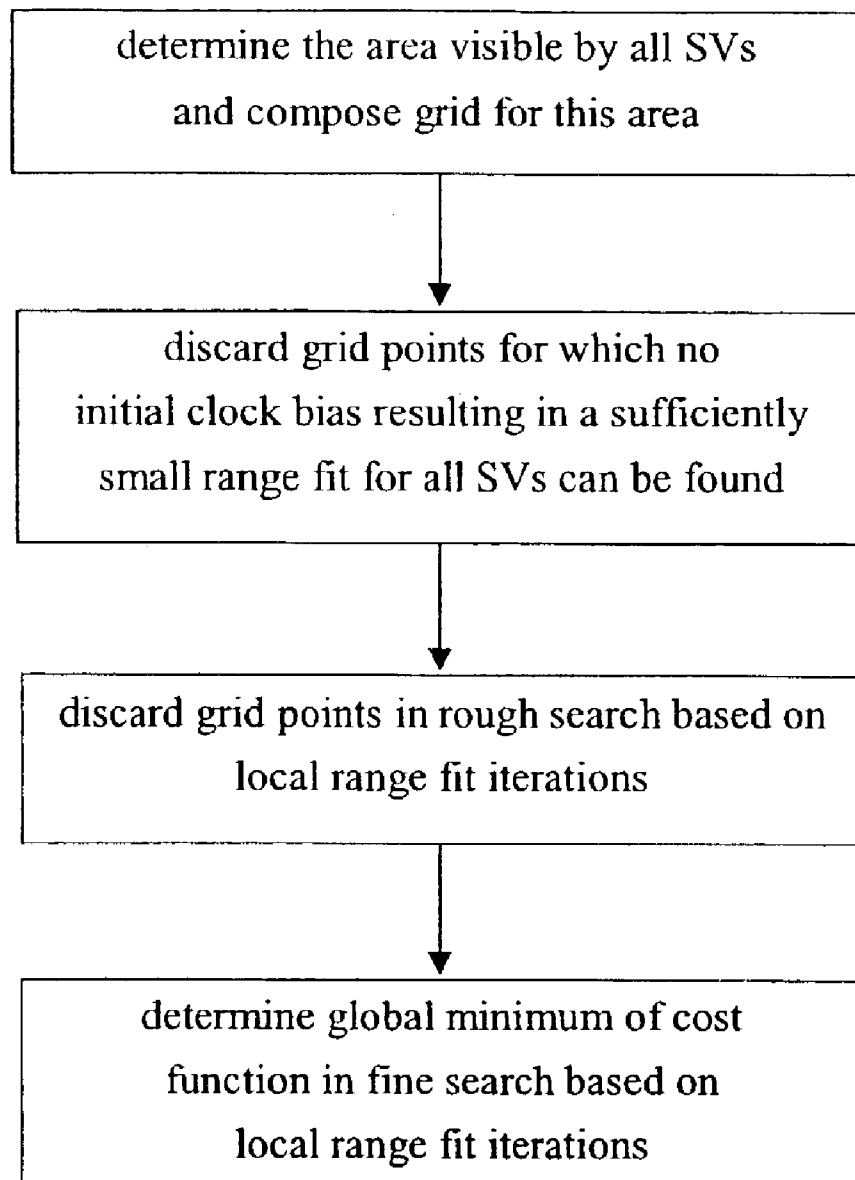 determine the area visible by all SVs
and compose grid for this area
discard grid points for which no
initial clock bias resulting in a sufficiently
small range fit for all SVs can be found
discard grid points in rough search based on
local range fit iterations
determine global minimum of cost
function in fine search based on
local range fit iterations